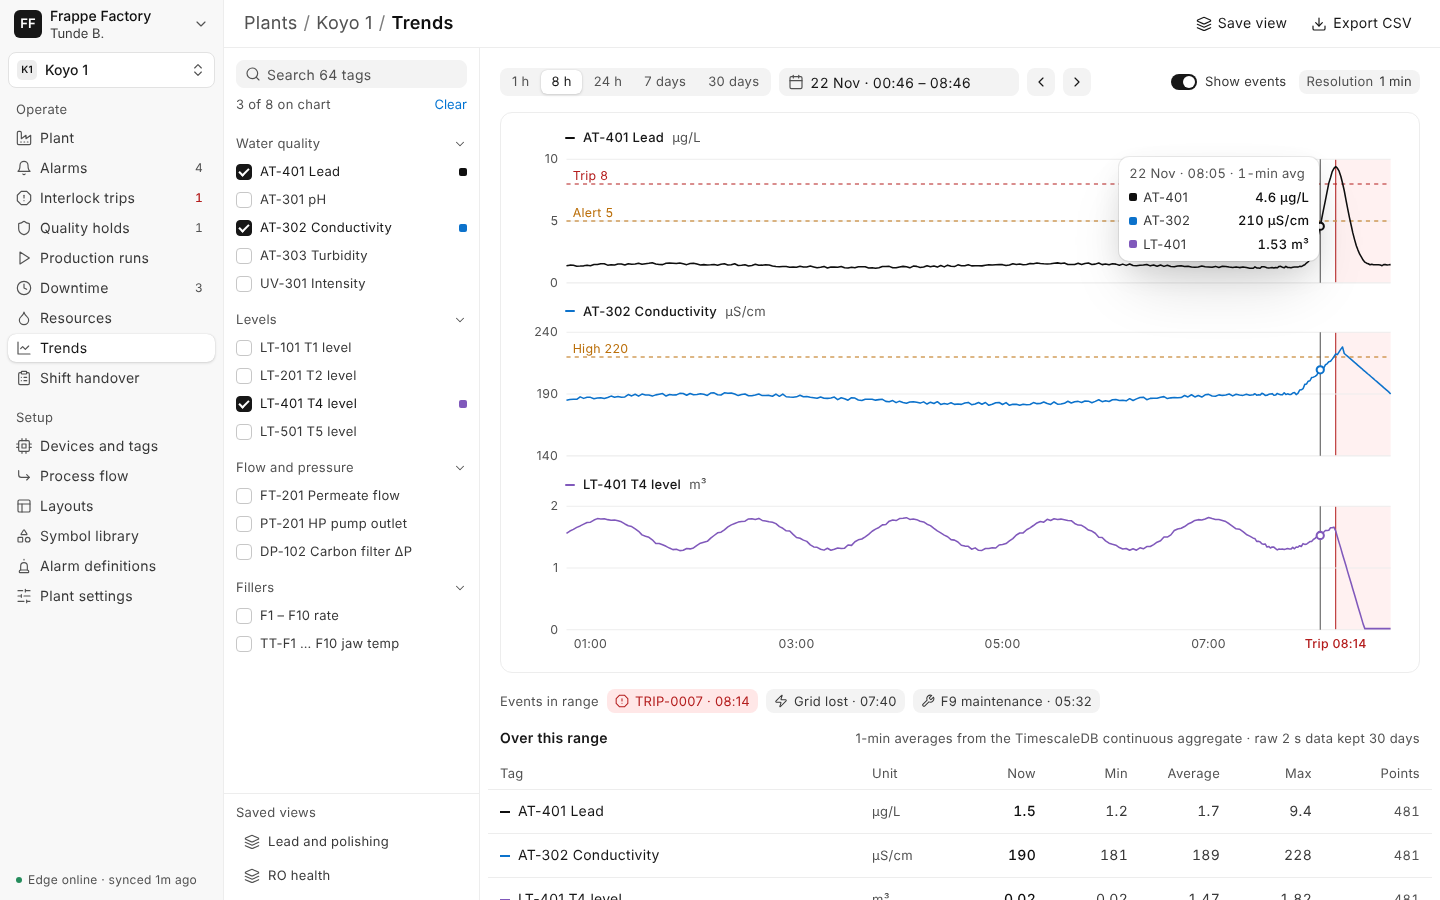 FF
Frappe Factory
Tunde B.
K1 Koyo 1
Operate
Plant
Alarms 4
Interlock trips 1
Quality holds 1
Production runs
Downtime 3
Resources
Trends
Shift handover
Setup
Devices and tags
Process flow
Layouts
Symbol library
Alarm definitions
Plant settings
Edge online · synced 1m ago
Plants / Koyo 1 / Trends
Save view
Export CSV
Search 64 tags
3 of 8 on chart Clear
Water quality
AT-401 Lead
AT-301 pH
AT-302 Conductivity
AT-303 Turbidity
UV-301 Intensity
Levels
LT-101 T1 level
LT-201 T2 level
LT-401 T4 level
LT-501 T5 level
Flow and pressure
FT-201 Permeate flow
PT-201 HP pump outlet
DP-102 Carbon filter ΔP
Fillers
F1 – F10 rate
TT-F1 … F10 jaw temp
Saved views
Lead and polishing
RO health
1 h 8 h 24 h 7 days 30 days
22 Nov · 00:46 – 08:46
Show events
Resolution 1 min
AT-401 Lead µg/L
10
Trip 8
Alert 5
5
0
22 Nov · 08:05 · 1-min avg
AT-401 4.6 µg/L
AT-302 210 µS/cm
LT-401 1.53 m³
AT-302 Conductivity µS/cm
240
High 220
190
140
LT-401 T4 level m³
2
1
0
01:00 03:00 05:00 07:00 Trip 08:14
Events in range TRIP-0007 · 08:14 Grid lost · 07:40 F9 maintenance · 05:32
Over this range 1-min averages from the TimescaleDB continuous aggregate · raw 2 s data kept 30 days
Tag Unit Now Min Average Max Points
AT-401 Lead µg/L 1.5 1.2 1.7 9.4 481
AT-302 Conductivity µS/cm 190 181 189 228 481
LT-401 T4 level m³ 0.02 0.02 1.47 1.82 481